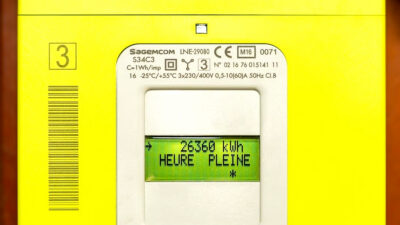 SAGEMCOM LNE-29080 CE M16 0071
S34C3
C=1Wh/imp 3 N° 02 16 76 015141 11
16 -25°C/+55°C 3x230/400V 0,5-10(60)A 50Hz Cl.B
3
26360 kWh
HEURE PLEINE
*